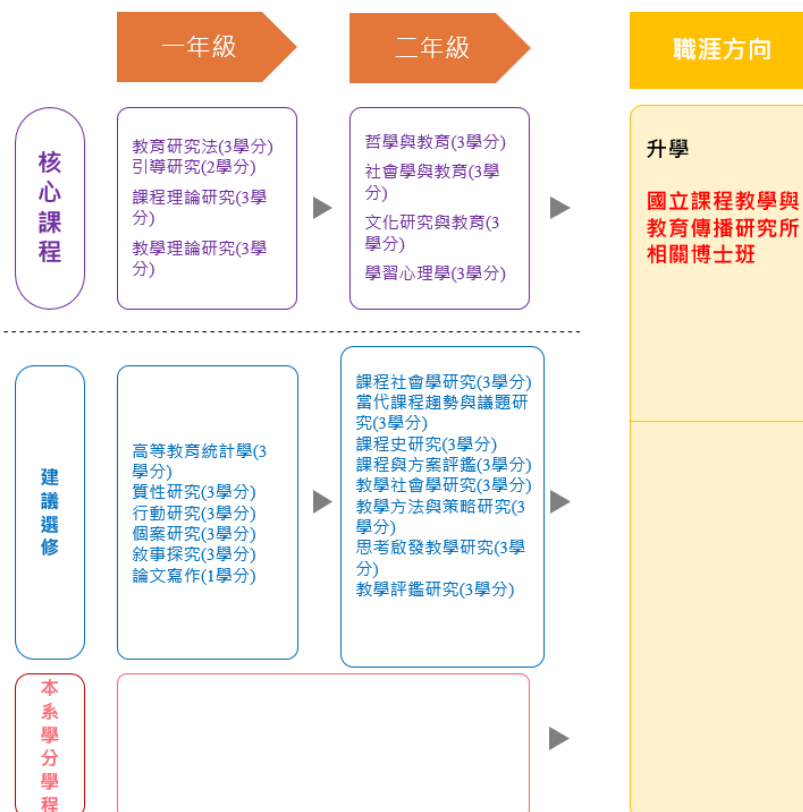 一年級
二年級
職涯方向
核
心
課
程
教育研究法(3學分)
引導研究(2學分)
課程理論研究(3學
分)
教學理論研究(3學
分)
哲學與教育(3學分)
社會學與教育(3學
分)
文化研究與教育(3
學分)
學習心理學(3學分)
升學
國立課程教學與
教育傳播研究所
相關博士班
建
議
選
修
高等教育統計學(3
學分)
質性研究(3學分)
行動研究(3學分)
個案研究(3學分)
敘事探究(3學分)
論文寫作(1學分)
課程社會學研究(3學分)
當代課程趨勢與議題研
究(3學分)
課程史研究(3學分)
課程與方案評鑑(3學分)
教學社會學研究(3學分)
教學方法與策略研究(3
學分)
思考啟發教學研究(3學
分)
教學評鑑研究(3學分)
本
系
學
分
學
程